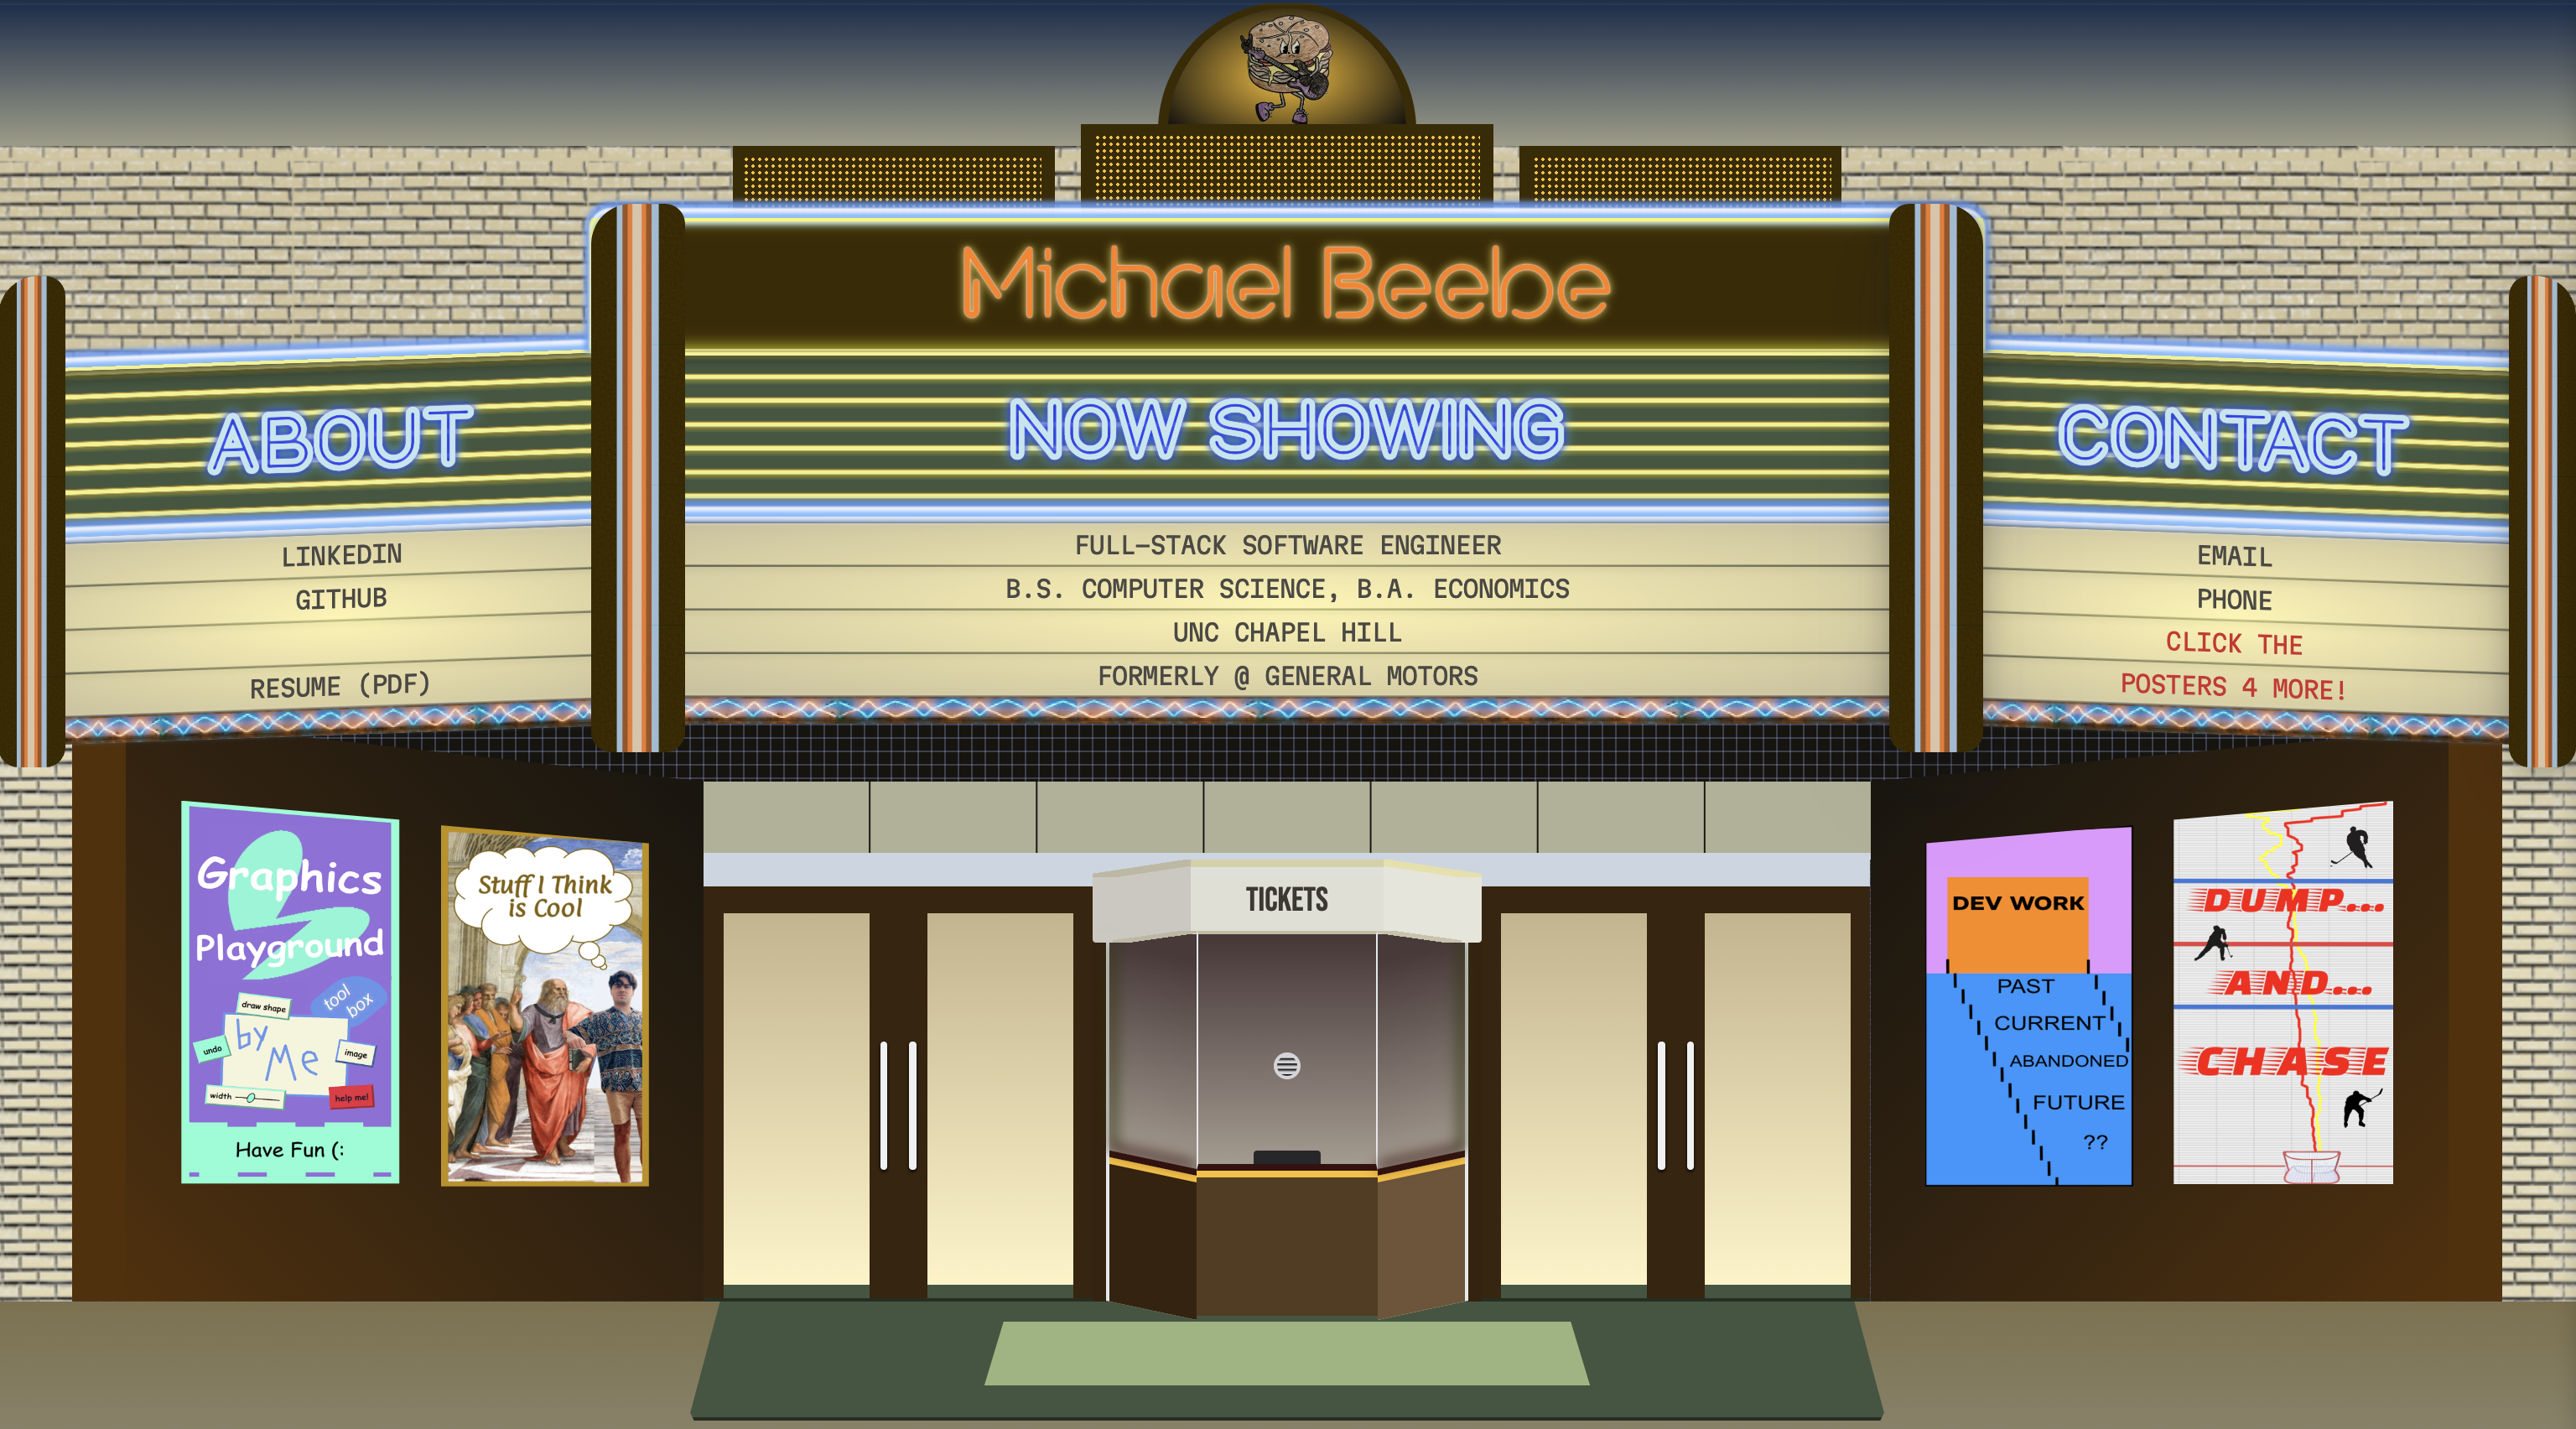 Michael Beebe
ABOUT
NOW SHOWING
CONTACT
LINKEDIN
GITHUB
RESUME (PDF)
FULL-STACK SOFTWARE ENGINEER
B.S. COMPUTER SCIENCE, B.A. ECONOMICS
UNC CHAPEL HILL
FORMERLY @ GENERAL MOTORS
EMAIL
PHONE
CLICK THE
POSTERS 4 MORE!
Graphics
Playground
tool
box
draw shape
by
Me
undo
image
width
help me!
Have Fun (:
Stuff I Think
is Cool
TICKETS
DEV WORK
PAST
CURRENT
ABANDONED
FUTURE
??
DUMP...
AND...
CHASE